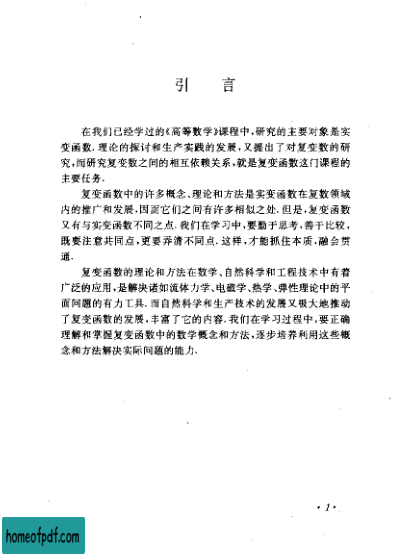 引 言
在我们已经学过的《高等数学》课程中,研究的主要对象是实
变函数.理论的探讨和生产实践的发展,又提出了对复变数的研
究,而研究复变数之间的相互依赖关系,就是复变函数这门课程的
主要任务.
复变函数中的许多概念、理论和方法是实变函数在复数领域
内的推广和发展,因而它们之间有许多相似之处.但是,复变函数
又有与实变函数不同之点.我们在学习中,要勤于思考,善于比较,
既要注意共同点,更要弄清不同点.这样,才能抓住本质,融会贯
通.
复变函数的理论和方法在数学、自然科学和工程技术中有着
广泛的应用,是解决诸如流体力学、电磁学、热学、弹性理论中的平
面问题的有力工具.而自然科学和生产技术的发展又极大地推动
了复变函数的发展,丰富了它的内容.我们在学习过程中,要正确
理解和掌握复变函数中的数学概念和方法,逐步培养利用这些概
念和方法解决实际问题的能力.
· 1 ·
homeofpdf.com